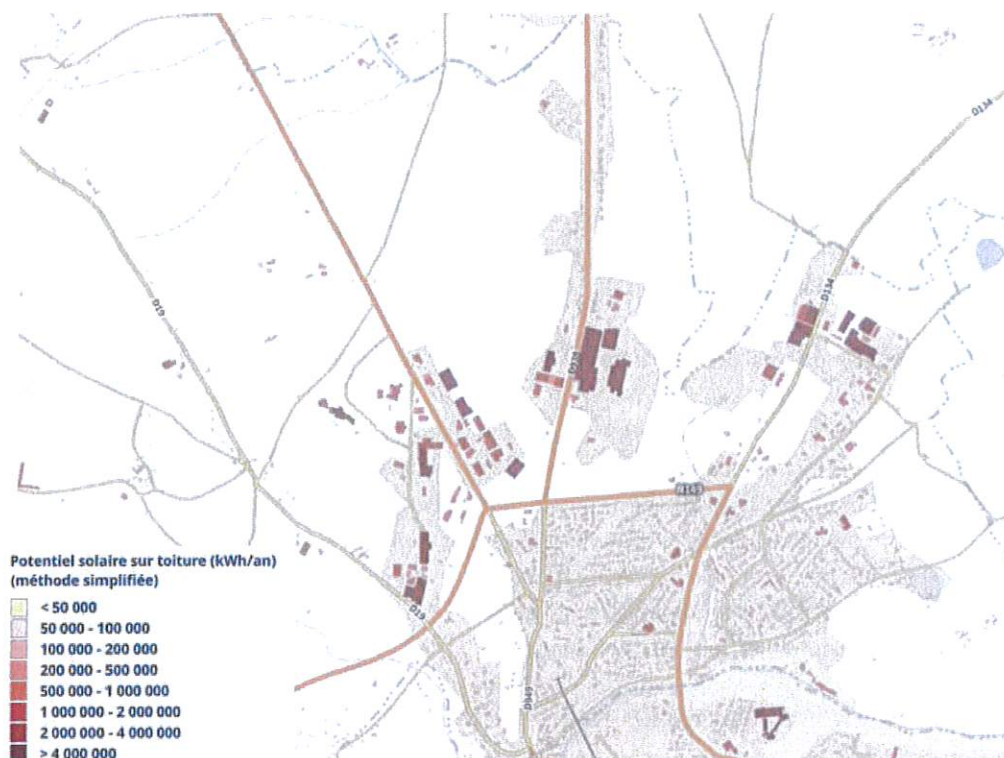 D134
D134
D19
D938
N149
D19
D949
Potentiel solaire sur toiture (kWh/an)
(méthode simplifiée)
< 50 000
50 000 - 100 000
100 000 - 200 000
200 000 - 500 000
500 000 - 1 000 000
1 000 000 - 2 000 000
2 000 000 - 4 000 000
> 4 000 000